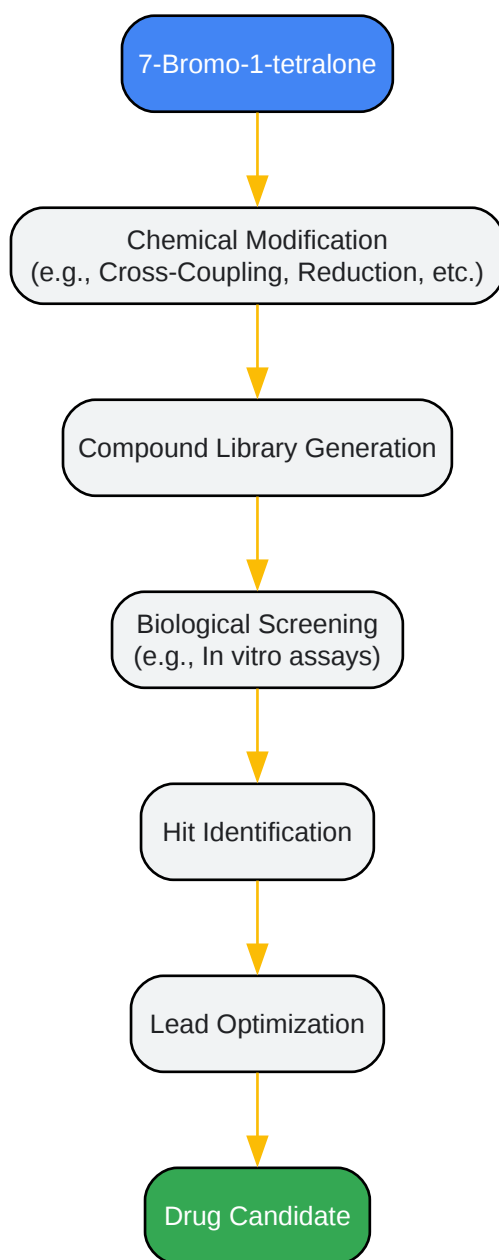 7-Bromo-1-tetralone
Chemical Modification
(e.g., Cross-Coupling, Reduction, etc.)
Compound Library Generation
Biological Screening
(e.g., In vitro assays)
Hit Identification
Lead Optimization
Drug Candidate